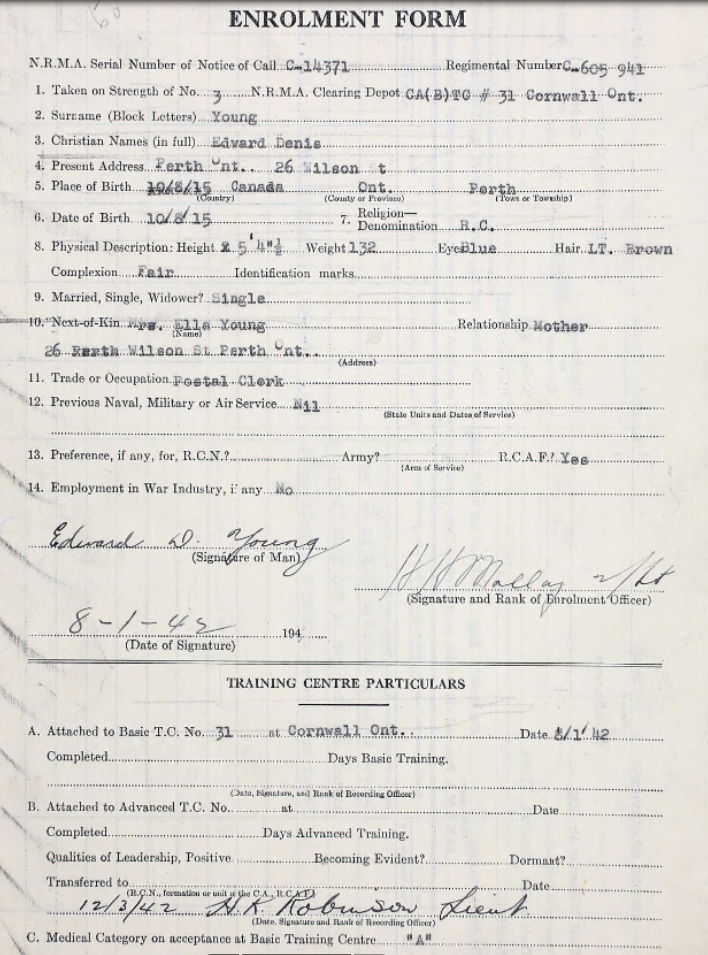 ENROLMENT FORM
N.R.M.A. Serial Number of Notice of Call C-14371 Regimental Number C-605 941
1. Taken on Strength of No. 3 N.R.M.A. Clearing Depot CA(B)TC # 31 Cornwall Ont.
2. Surname (Block Letters) Young
3. Christian Names (in full) Edward Denis
4. Present Address Perth Ont.. 26 Wilson St
5. Place of Birth 10/8/15 Canada Ont. Perth
(Country) (County or Province) (Town or Township)
6. Date of Birth 10/8/15 7. Religion—Denomination R.C.
8. Physical Description: Height 5'4"½ Weight 132 Eye Blue Hair LT. Brown
Complexion Fair Identification marks
9. Married, Single, Widower? Single
10. Next-of-Kin Mrs. Ella Young Relationship Mother
(Name)
26 Perth Wilson St Perth Ont..
(Address)
11. Trade or Occupation Postal Clerk
12. Previous Naval, Military or Air Service Nil
(State Units and Dates of Service)
13. Preference, if any, for, R.C.N.? Army? R.C.A.F.? Yes
(Arm of Service)
14. Employment in War Industry, if any No
Edward D. Young
(Signature of Man)
(Signature and Rank of Enrolment Officer)
8-1-42 194
(Date of Signature)
TRAINING CENTRE PARTICULARS
A. Attached to Basic T.C. No. 31 at Cornwall Ont.. Date 8/1/42
Completed Days Basic Training.
(Date, Signature, and Rank of Recording Officer)
B. Attached to Advanced T.C. No. at Date
Completed Days Advanced Training.
Qualities of Leadership, Positive Becoming Evident? Dormant?
Transferred to Date
(R.C.N., formation or unit of the C.A., R.C.A.F.)
12/3/42 H.K. Robinson Lieut.
(Date, Signature and Rank of Recording Officer)
C. Medical Category on acceptance at Basic Training Centre "A"